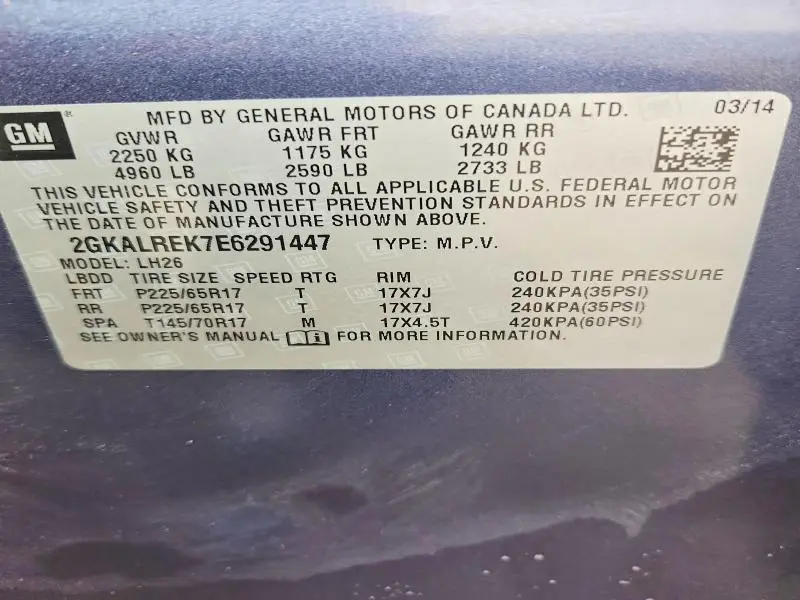 GM
®
MFD BY GENERAL MOTORS OF CANADA LTD. 03/14
GVWR GAWR FRT GAWR RR
2250 KG 1175 KG 1240 KG
4960 LB 2590 LB 2733 LB
THIS VEHICLE CONFORMS TO ALL APPLICABLE U.S. FEDERAL MOTOR
VEHICLE SAFETY AND THEFT PREVENTION STANDARDS IN EFFECT ON
THE DATE OF MANUFACTURE SHOWN ABOVE.
2GKALREK7E6291447 TYPE: M.P.V.
MODEL: LH26
LBDD TIRE SIZE SPEED RTG RIM COLD TIRE PRESSURE
FRT P225/65R17 T 17X7J 240KPA(35PSI)
RR P225/65R17 T 17X7J 240KPA(35PSI)
SPA T145/70R17 M 17X4.5T 420KPA(60PSI)
SEE OWNER'S MANUAL i FOR MORE INFORMATION.